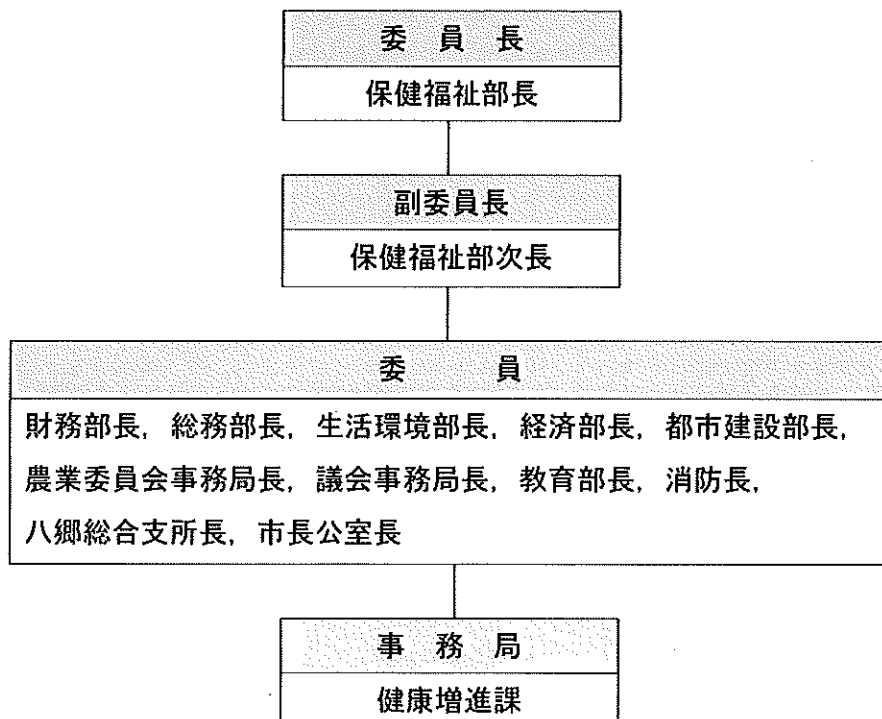 委員長
保健福祉部長
副委員長
保健福祉部次長
委員
財務部長，総務部長，生活環境部長，経済部長，都市建設部長，
農業委員会事務局長，議会事務局長，教育部長，消防長，
八郷総合支所長，市長公室長
事務局
健康増進課